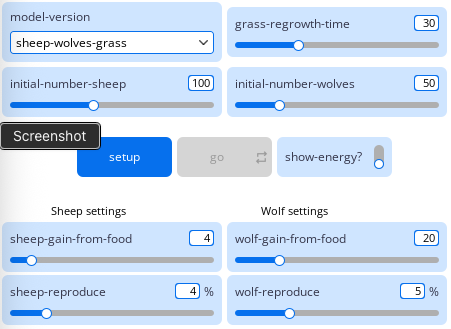 model-version
sheep-wolves-grass
grass-regrowth-time 30
initial-number-sheep 100
initial-number-wolves 50
Screenshot
setup
go
show-energy?
Sheep settings
Wolf settings
sheep-gain-from-food 4
wolf-gain-from-food 20
sheep-reproduce 4 %
wolf-reproduce 5 %